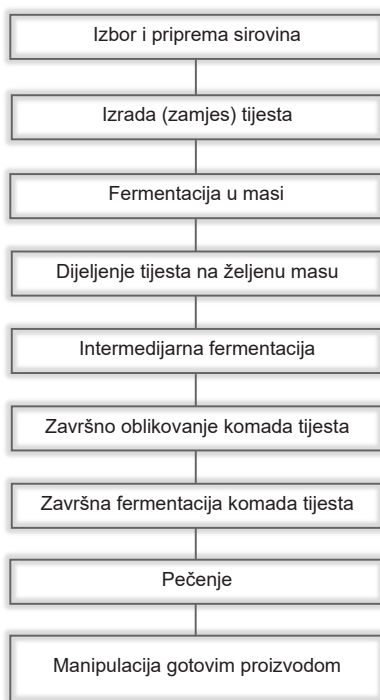 Izbor i priprema sirovina
Izrada (zamjes) tijesta
Fermentacija u masi
Dijeljenje tijesta na željenu masu
Intermedijarna fermentacija
Završno oblikovanje komada tijesta
Završna fermentacija komada tijesta
Pečenje
Manipulacija gotovim proizvodom